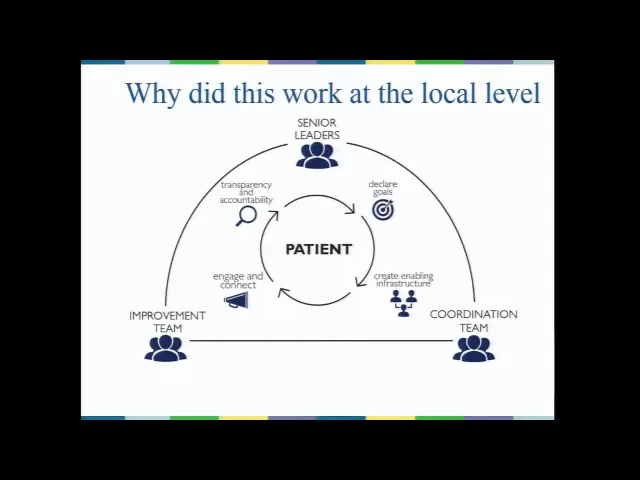 Why did this work at the local level
SENIOR
LEADERS
transparency
and
accountability
declare
goals
PATIENT
engage and
connect
create enabling
infrastructure
IMPROVEMENT
TEAM
COORDINATION
TEAM